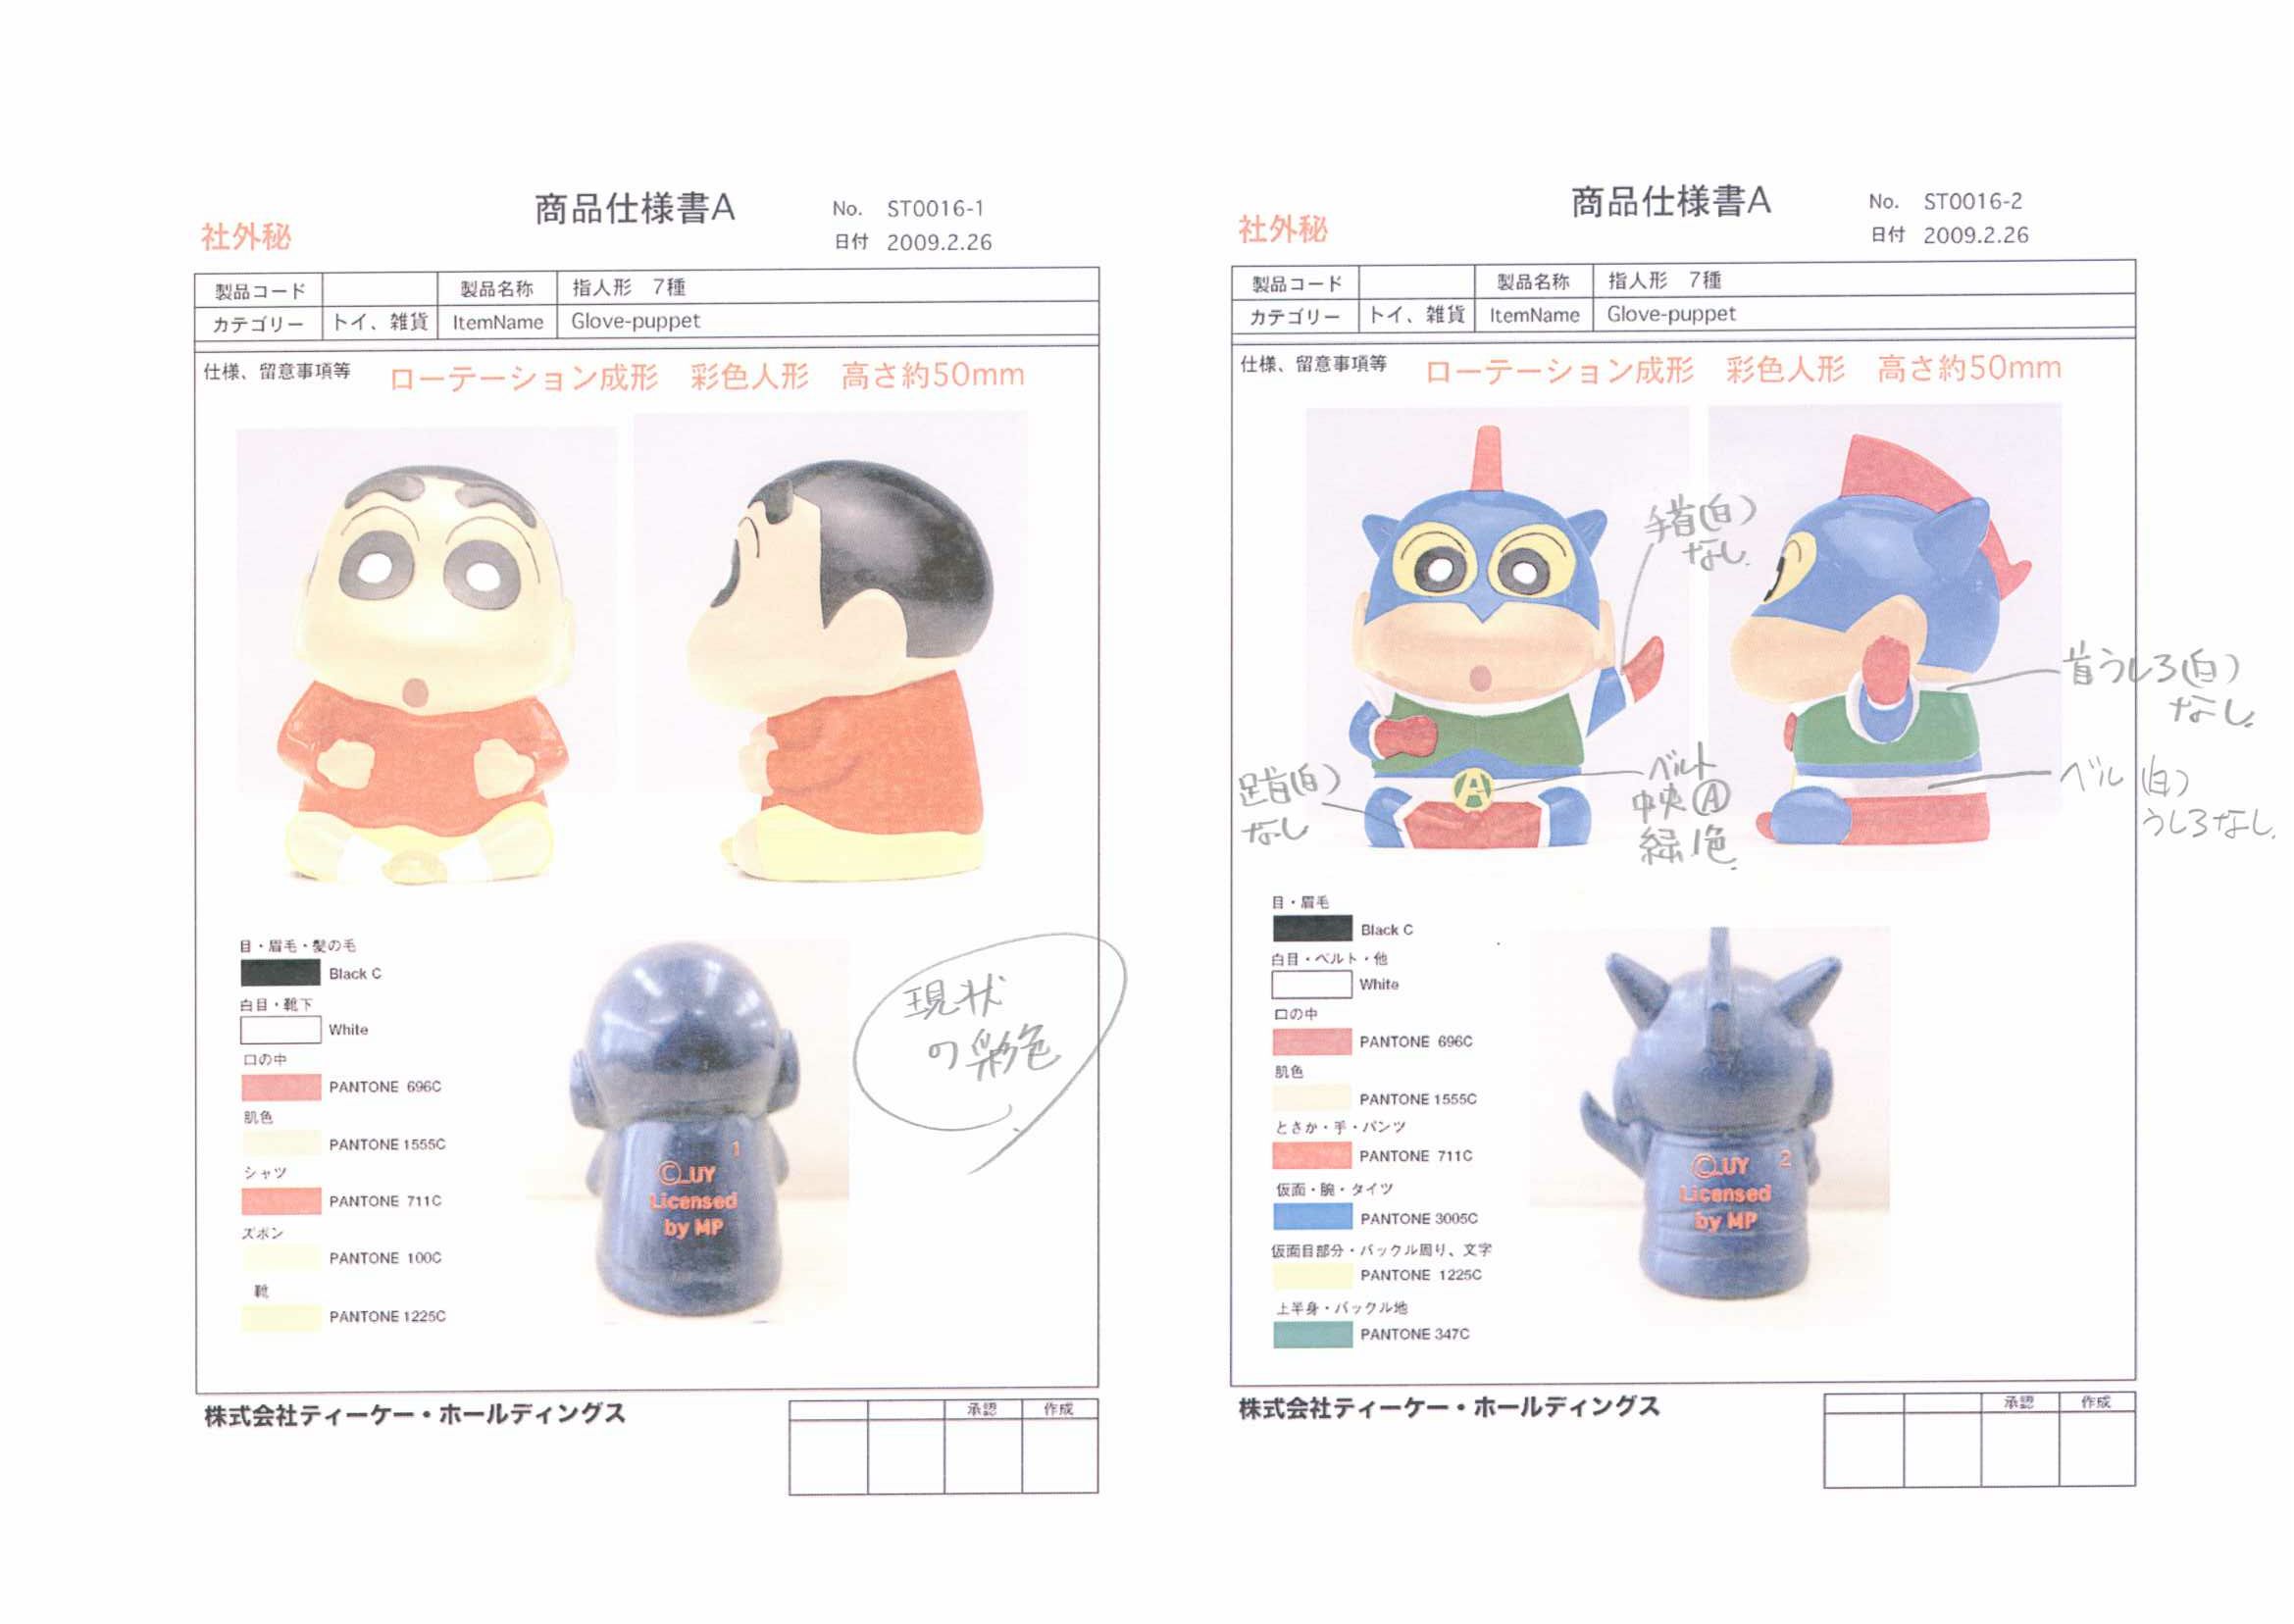 社外秘
商品仕様書A
No. ST0016-1
日付 2009.2.26
製品コード 製品名称 指人形 7種
カテゴリー トイ、雑貨 ItemName Glove-puppet
仕様、留意事項等 ローテーション成形 彩色人形 高さ約50mm
目・眉毛・髪の毛
Black C
白目・靴下
White
口の中
PANTONE 696C
肌色
PANTONE 1555C
シャツ
PANTONE 711C
ズボン
PANTONE 100C
靴
PANTONE 1225C
1
©UY
Licensed
by MP
現状
の彩色
株式会社ティーケー・ホールディングス
承認 作成
社外秘
商品仕様書A
No. ST0016-2
日付 2009.2.26
製品コード 製品名称 指人形 7種
カテゴリー トイ、雑貨 ItemName Glove-puppet
仕様、留意事項等 ローテーション成形 彩色人形 高さ約50mm
手首(白)
なし.
首うしろ(白)
なし.
足首(白)
なし
A
ベルト
中央Ⓐ
緑1色.
ベル(白)
うしろなし.
目・眉毛
Black C
白目・ベルト・他
White
口の中
PANTONE 696C
肌色
PANTONE 1555C
とさか・手・パンツ
PANTONE 711C
仮面・腕・タイツ
PANTONE 3005C
仮面目部分・バックル周り、文字
PANTONE 1225C
上半身・バックル地
PANTONE 347C
2
©UY
Licensed
by MP
株式会社ティーケー・ホールディングス
承認 作成